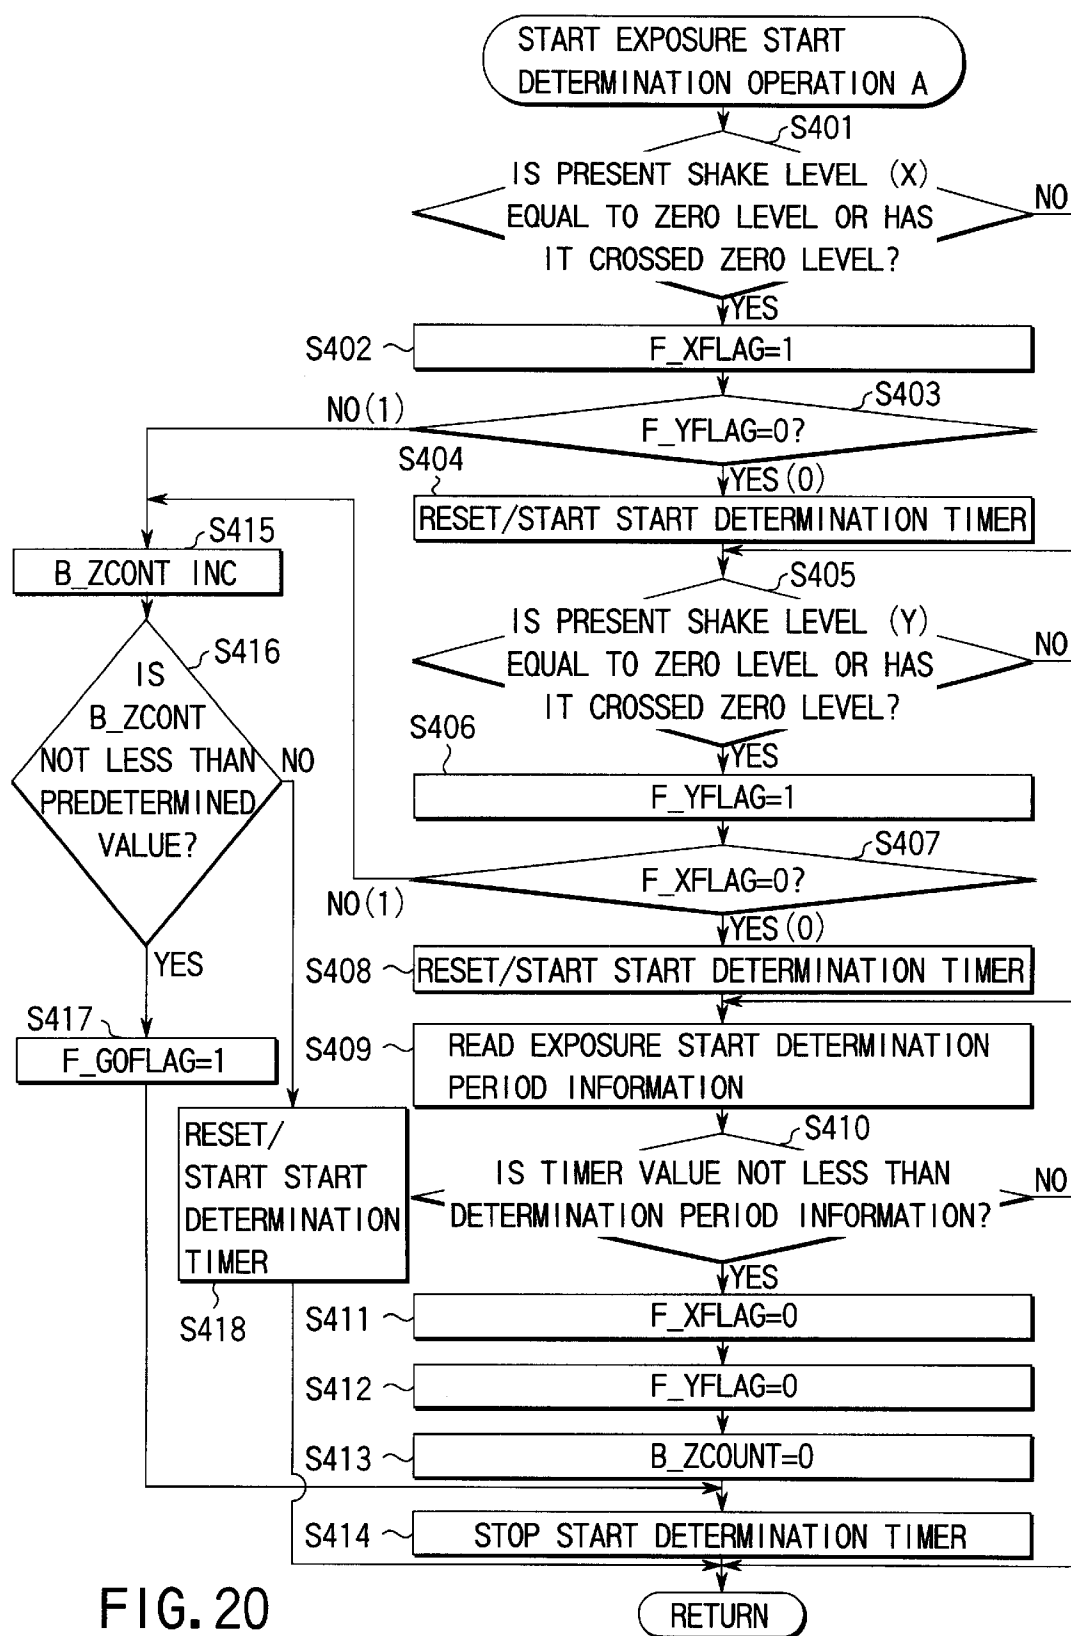 START EXPOSURE START
DETERMINATION OPERATION A
S401
IS PRESENT SHAKE LEVEL (X)
EQUAL TO ZERO LEVEL OR HAS
IT CROSSED ZERO LEVEL?
NO
YES
S402
F_XFLAG=1
S403
NO(1)
F_YFLAG=0?
S404
YES(0)
RESET/START START DETERMINATION TIMER
S415
B_ZCONT INC
S405
IS PRESENT SHAKE LEVEL (Y)
EQUAL TO ZERO LEVEL OR HAS
IT CROSSED ZERO LEVEL?
NO
S416
IS
B_ZCONT
NOT LESS THAN
PREDETERMINED
VALUE?
NO
YES
S406
YES
F_YFLAG=1
S407
F_XFLAG=0?
NO(1)
YES(0)
S408
RESET/START START DETERMINATION TIMER
S417
F_GOFLAG=1
S409
READ EXPOSURE START DETERMINATION
PERIOD INFORMATION
S410
IS TIMER VALUE NOT LESS THAN
DETERMINATION PERIOD INFORMATION?
NO
YES
RESET/
START START
DETERMINATION
TIMER
S418
S411
F_XFLAG=0
S412
F_YFLAG=0
S413
B_ZCOUNT=0
S414
STOP START DETERMINATION TIMER
RETURN
FIG. 20